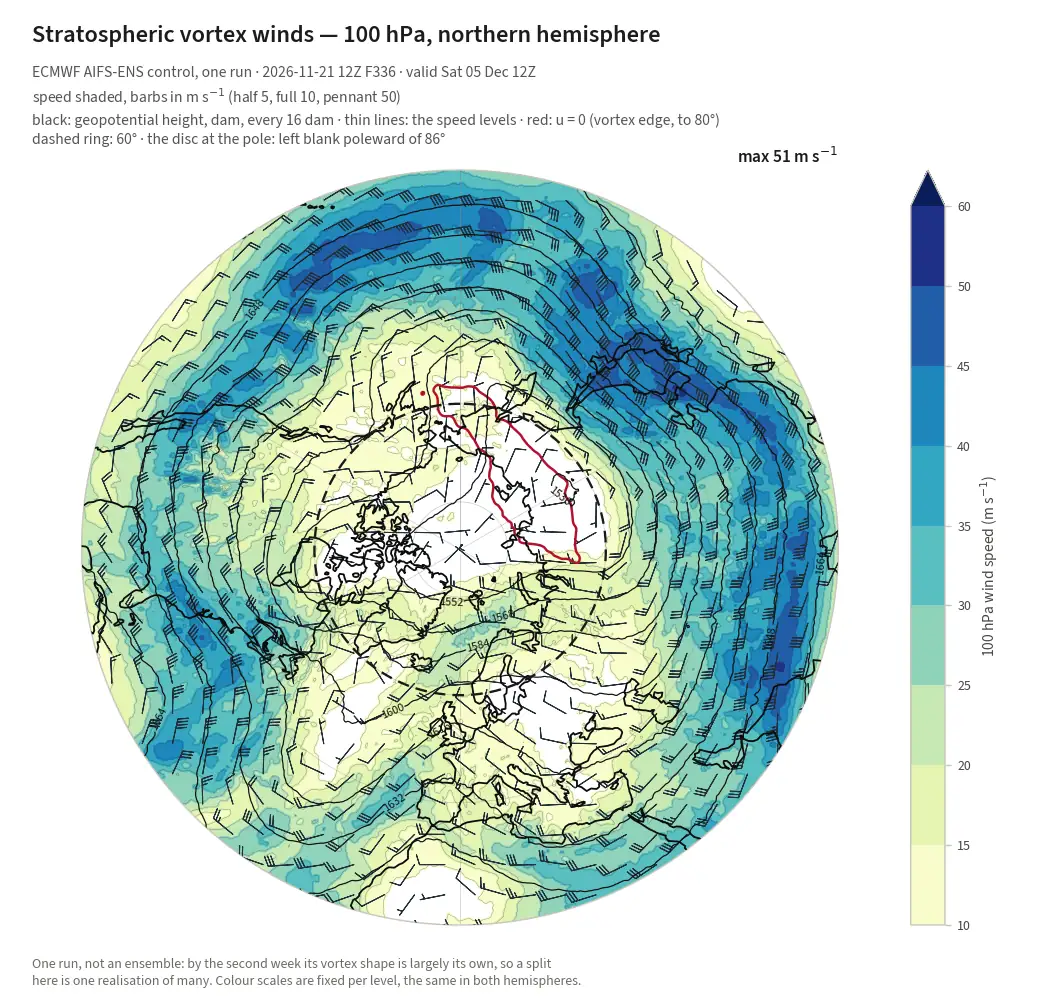 Stratospheric vortex winds — 100 hPa, northern hemisphere
ECMWF AIFS-ENS control, one run · 2026-11-21 12Z F336 · valid Sat 05 Dec 12Z
speed shaded, barbs in m s⁻¹ (half 5, full 10, pennant 50)
black: geopotential height, dam, every 16 dam · thin lines: the speed levels · red: u = 0 (vortex edge, to 80°)
dashed ring: 60° · the disc at the pole: left blank poleward of 86°
max 51 m s⁻¹
60
50
45
40
35
30
25
20
15
10
100 hPa wind speed (m s⁻¹)
1648
1552
1568
1584
1600
1632
One run, not an ensemble: by the second week its vortex shape is largely its own, so a split
here is one realisation of many. Colour scales are fixed per level, the same in both hemispheres.